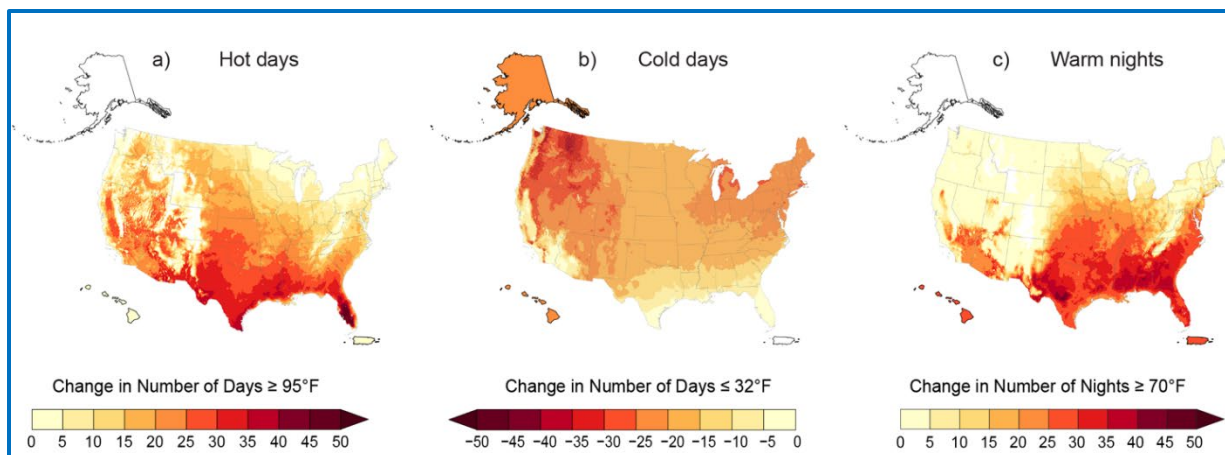 a) Hot days
b) Cold days
c) Warm nights
Change in Number of Days ≥ 95°F
0 5 10 15 20 25 30 35 40 45 50
Change in Number of Days ≤ 32°F
−50 −45 −40 −35 −30 −25 −20 −15 −10 −5 0
Change in Number of Nights ≥ 70°F
0 5 10 15 20 25 30 35 40 45 50